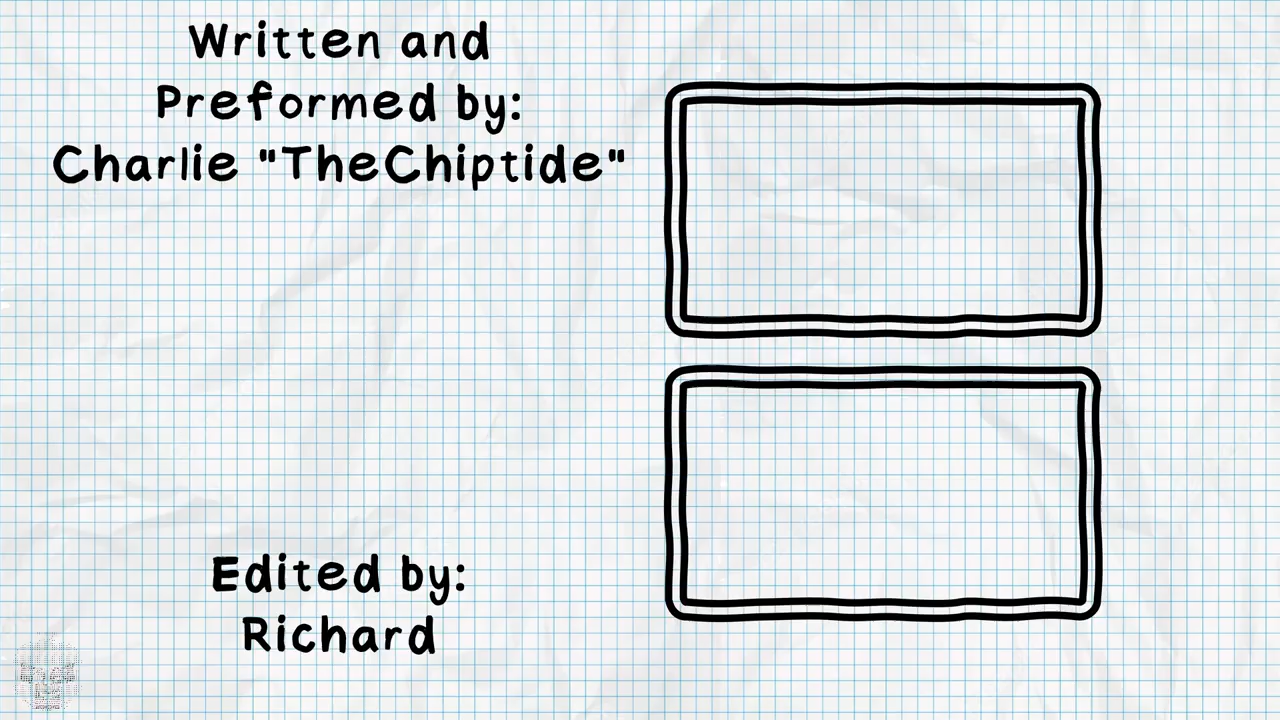 Written and
Preformed by:
Charlie "TheChiptide"
Edited by:
Richard